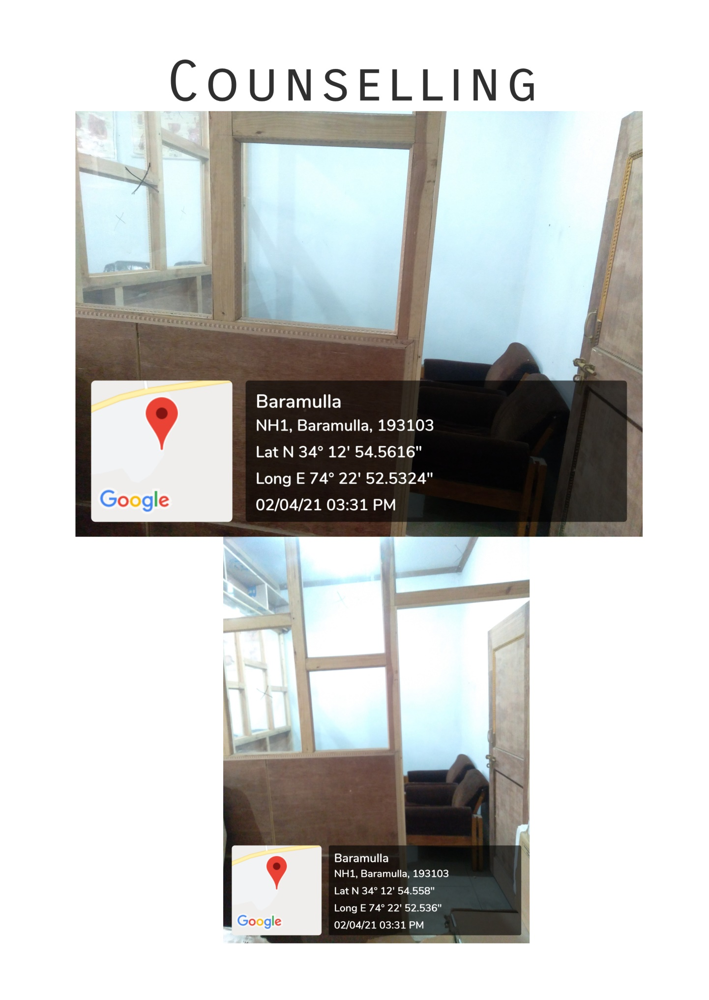 COUNSELLING
Google
Baramulla
NH1, Baramulla, 193103
Lat N 34° 12' 54.5616"
Long E 74° 22' 52.5324"
02/04/21 03:31 PM
Google
Baramulla
NH1, Baramulla, 193103
Lat N 34° 12' 54.558"
Long E 74° 22' 52.536"
02/04/21 03:31 PM